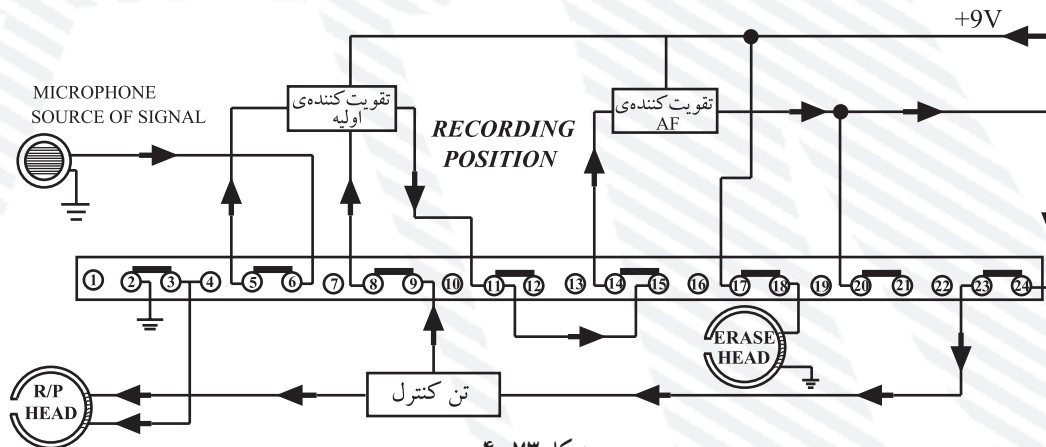 +9V
MICROPHONE
SOURCE OF SIGNAL
تقویت کننده‌ی
اولیه
RECORDING
POSITION
تقویت کننده‌ی
AF
1 2 3 4 5 6 7 8 9 10 11 12 13 14 15 16 17 18 19 20 21 22 23 24
ERASE
HEAD
R/P
HEAD
تن کنترل